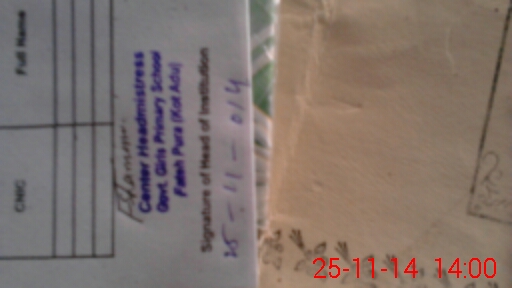 Full Name
CNIC
Center Headmistress
Govt. Girls Primary School
Fateh Pura (Kot Adu)
Signature of Head of Institution
25-11-014
25-11-14 14:00